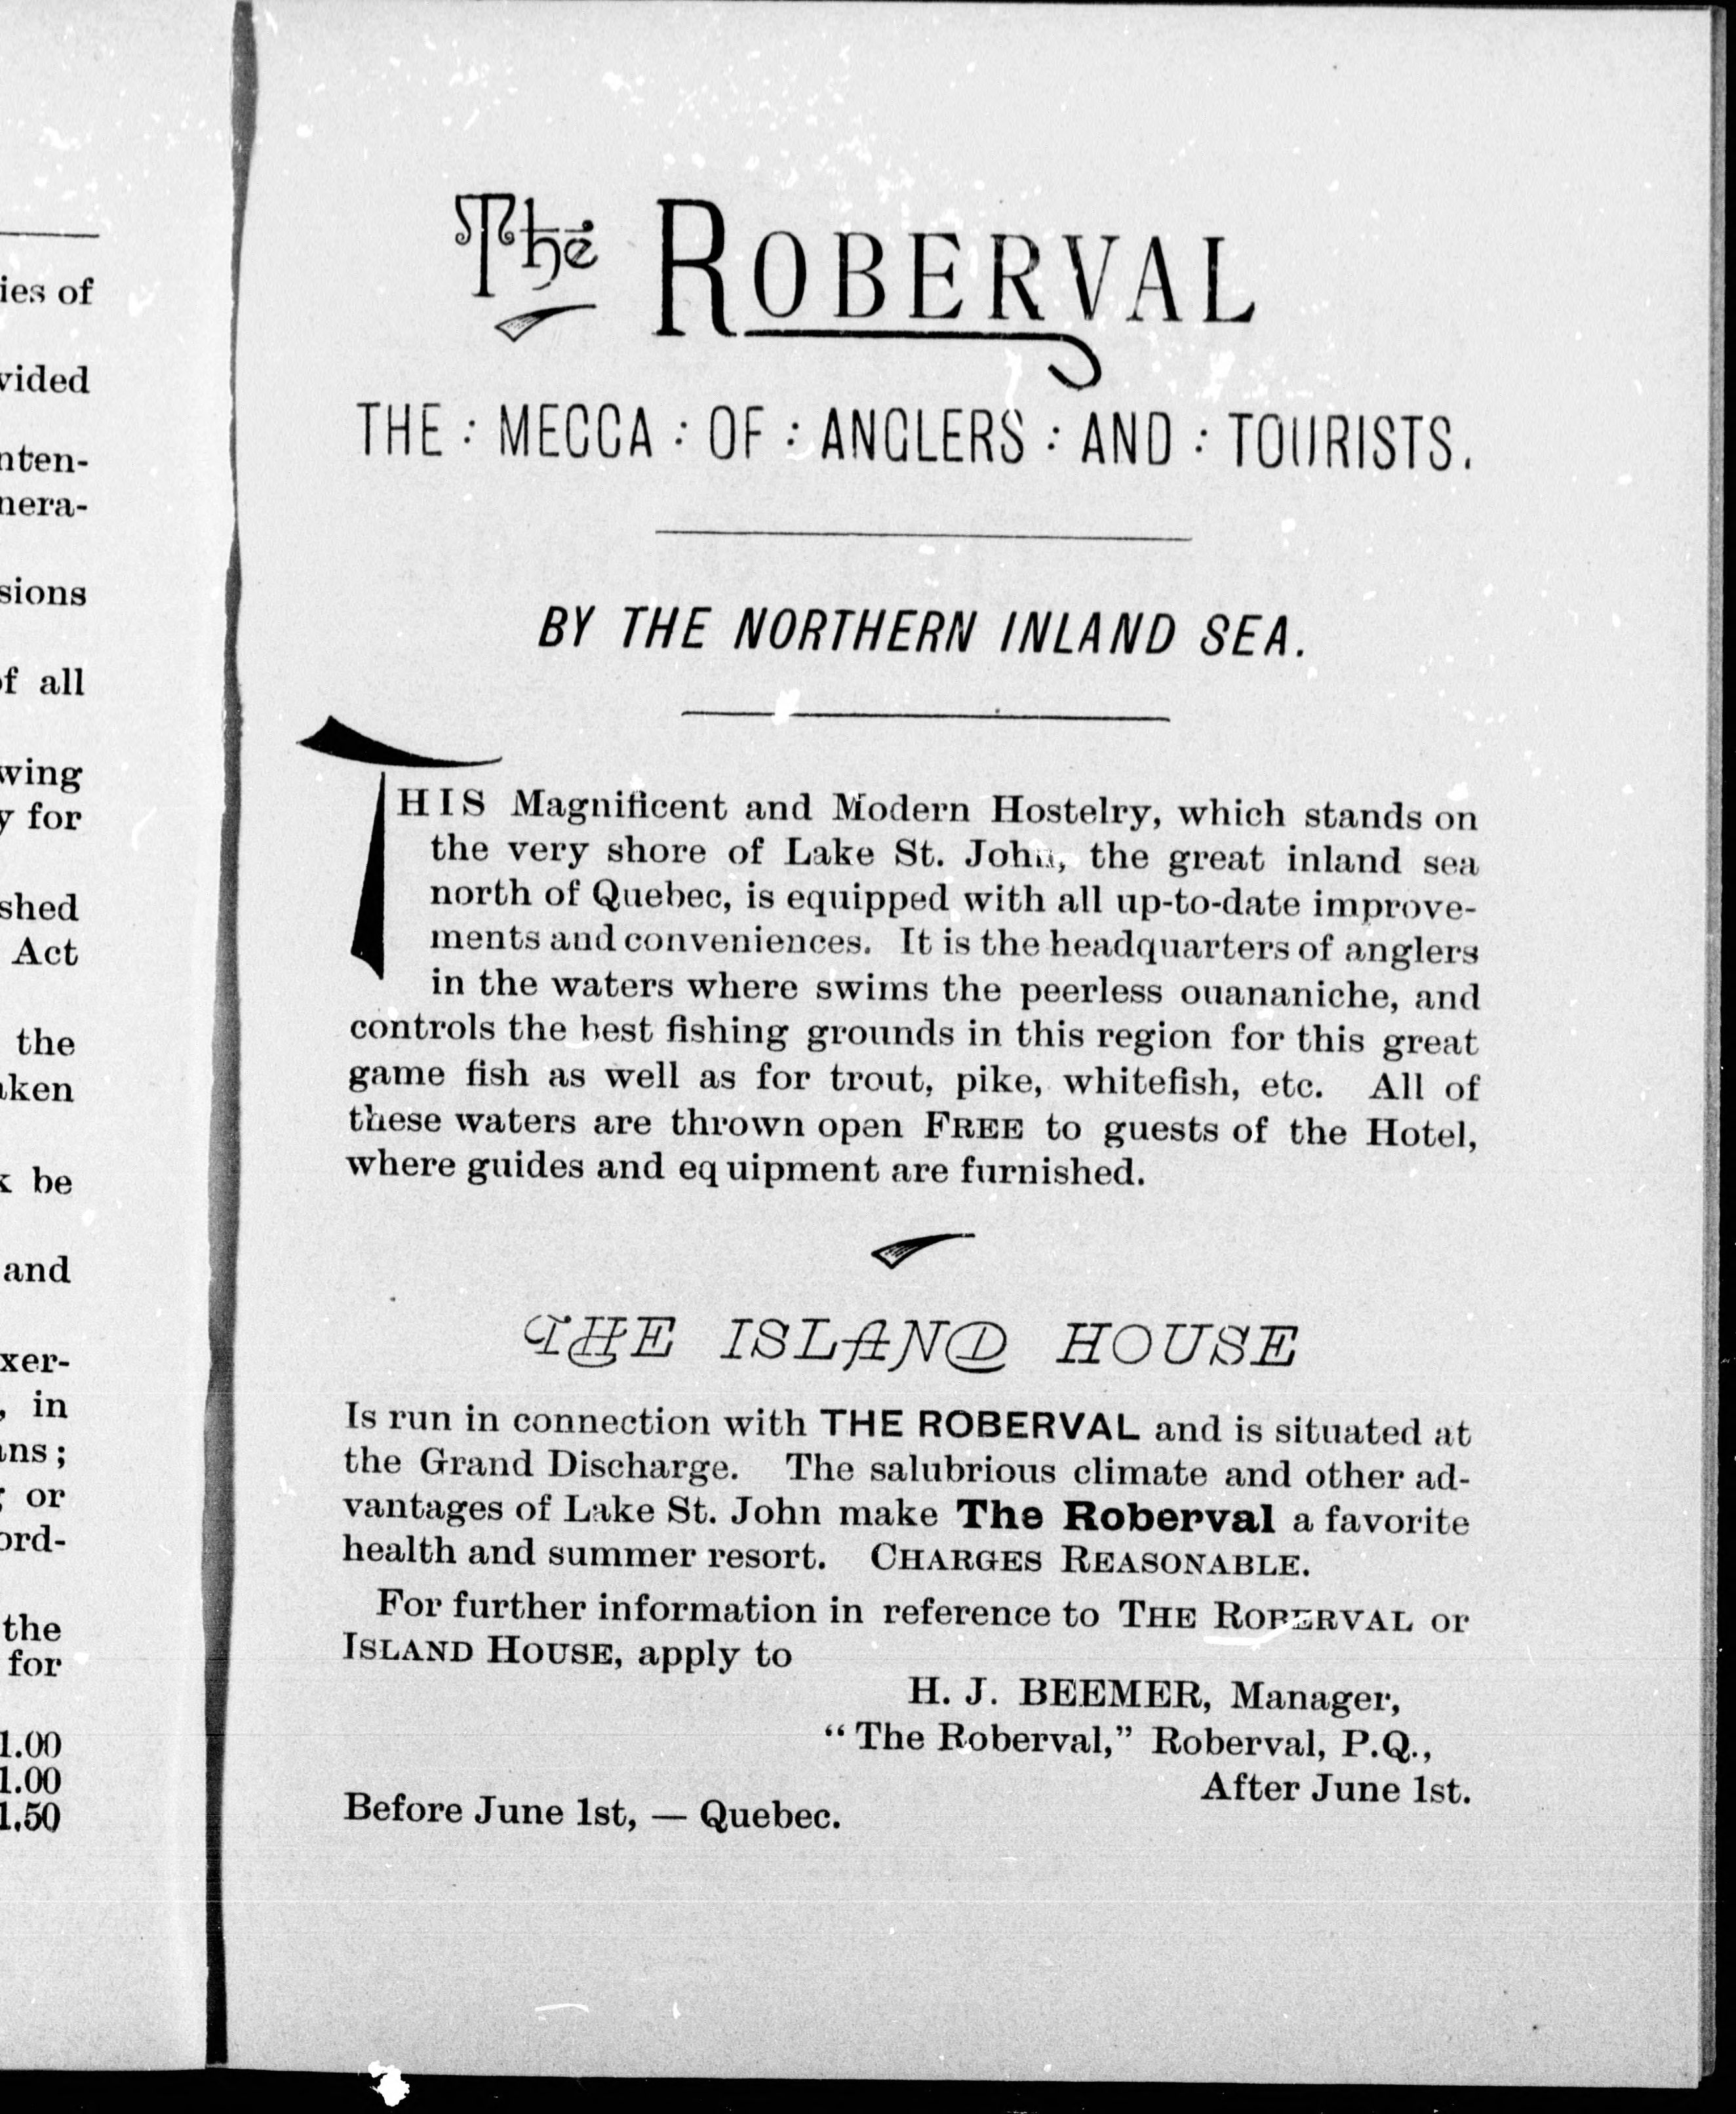 ies of
vided
nten-
nera-
sions
of all
wing
y for
shed
Act
the
aken
k be
and
xer-
, in
ans;
g or
ord-
the
for
1.00
1.00
1.50
The ROBERVAL
THE : MECCA : OF : ANGLERS : AND : TOURISTS.
BY THE NORTHERN INLAND SEA.
THIS Magnificent and Modern Hostelry, which stands on
the very shore of Lake St. John, the great inland sea
north of Quebec, is equipped with all up-to-date improve-
ments and conveniences. It is the headquarters of anglers
in the waters where swims the peerless ouananiche, and
controls the best fishing grounds in this region for this great
game fish as well as for trout, pike, whitefish, etc. All of
these waters are thrown open FREE to guests of the Hotel,
where guides and eq uipment are furnished.
THE ISLAND HOUSE
Is run in connection with THE ROBERVAL and is situated at
the Grand Discharge. The salubrious climate and other ad-
vantages of Lake St. John make The Roberval a favorite
health and summer resort. CHARGES REASONABLE.
For further information in reference to THE ROBERVAL or
ISLAND HOUSE, apply to
H. J. BEEMER, Manager,
"The Roberval," Roberval, P.Q.,
After June 1st.
Before June 1st, — Quebec.